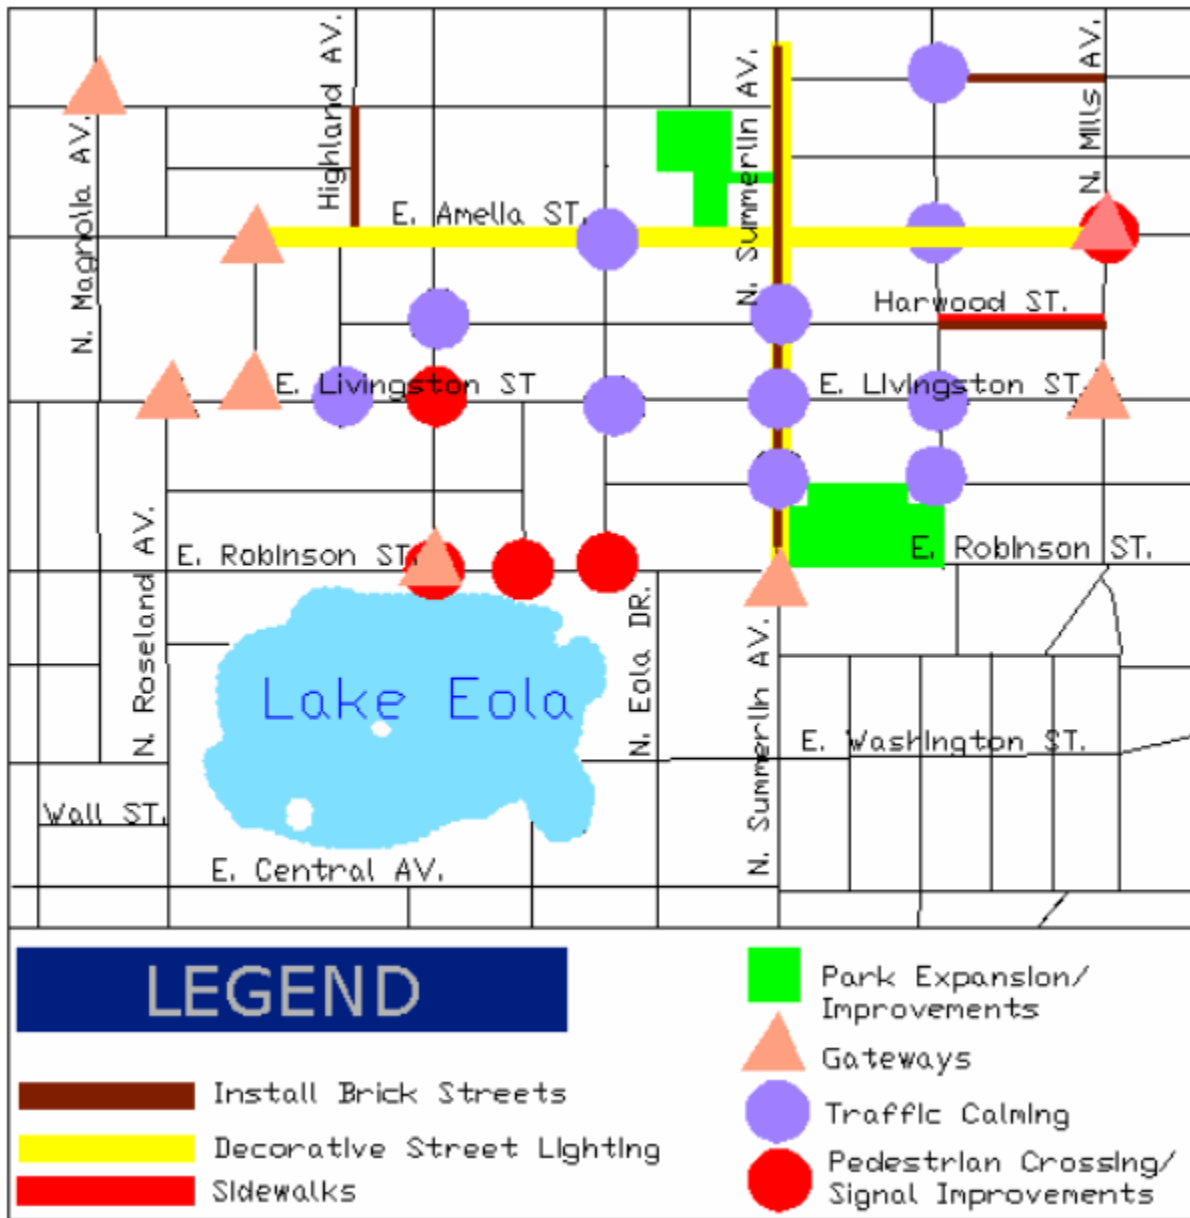 N. Magnolla AV.
Highland AV.
N. Summerlin AV.
N. Mills AV.
E. Amella ST.
Harwood ST.
E. Livingston ST
E. Livingston ST.
N. Roseland AV.
E. Robinson ST.
E. Robinson ST.
N. Eola DR.
N. Summerlin AV.
Lake Eola
E. Washington ST.
Wall ST.
E. Central AV.
LEGEND
Install Brick Streets
Decorative Street Lighting
Sidewalks
Park Expansion/
Improvements
Gateways
Traffic Calming
Pedestrian Crossing/
Signal Improvements